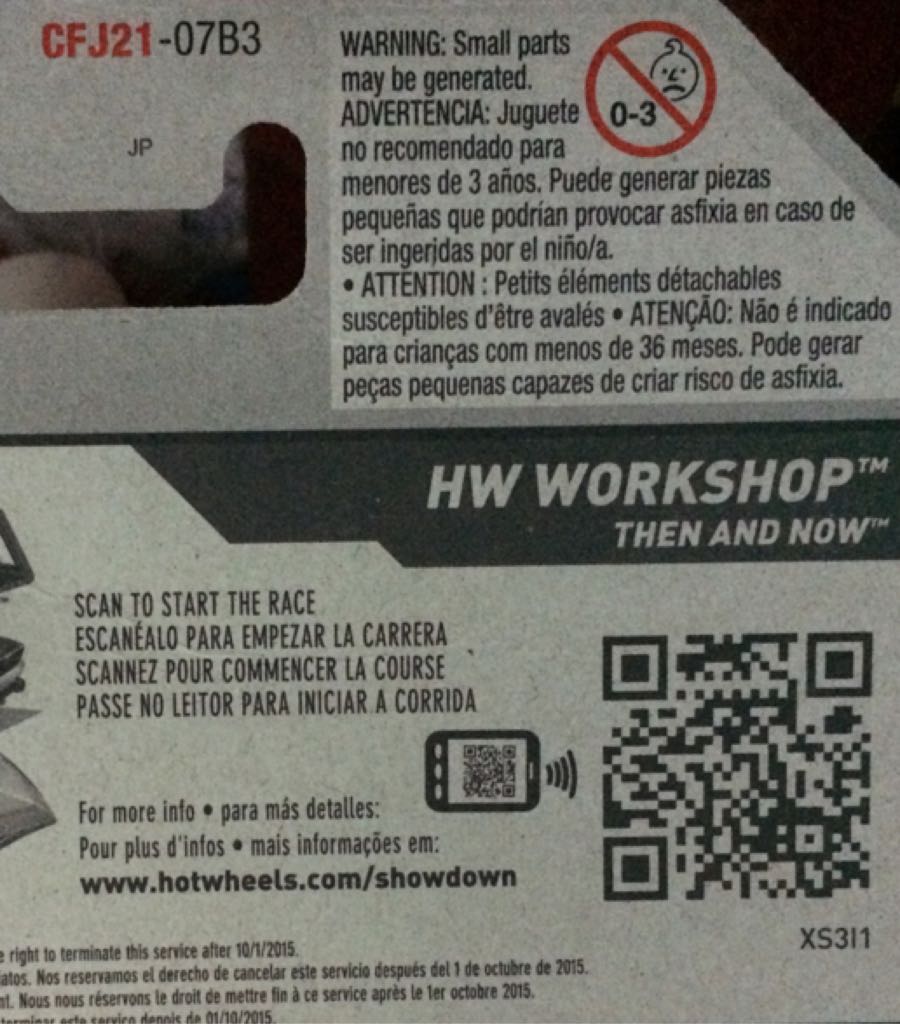 CFJ21-07B3
JP
WARNING: Small parts
may be generated.
ADVERTENCIA: Juguete
no recomendado para
menores de 3 años. Puede generar piezas
pequeñas que podrían provocar asfixia en caso de
ser ingeridas por el niño/a.
• ATTENTION : Petits éléments détachables
susceptibles d'être avalés • ATENÇÃO: Não é indicado
para crianças com menos de 36 meses. Pode gerar
peças pequenas capazes de criar risco de asfixia.
0-3
HW WORKSHOP™
THEN AND NOW™
SCAN TO START THE RACE
ESCANÉALO PARA EMPEZAR LA CARRERA
SCANNEZ POUR COMMENCER LA COURSE
PASSE NO LEITOR PARA INICIAR A CORRIDA
For more info • para más detalles:
Pour plus d'infos • mais informações em:
www.hotwheels.com/showdown
XS3I1
right to terminate this service after 10/1/2015.
Nos reservamos el derecho de cancelar este servicio después del 1 de octubre de 2015.
Nous nous réservons le droit de mettre fin à ce service après le 1er octobre 2015.
este serviço depois de 01/10/2015.